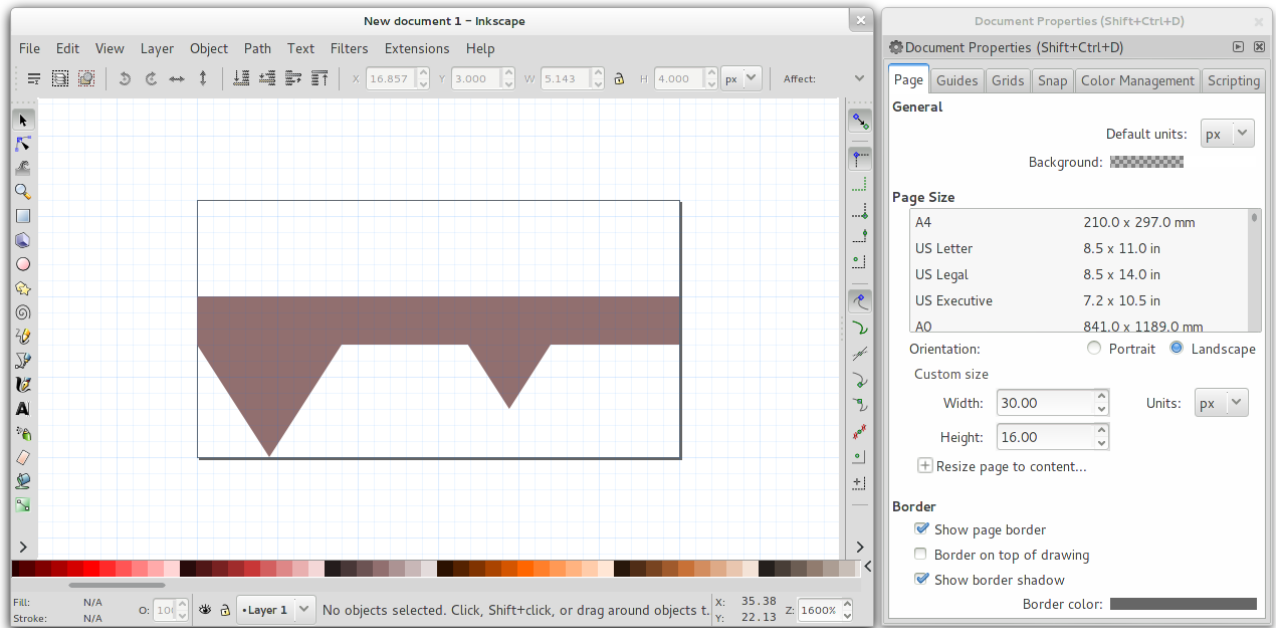 New document 1 - Inkscape
File Edit View Layer Object Path Text Filters Extensions Help
X 16.857 Y 3.000 W 5.143 H 4.000 px Affect:
Fill: N/A
Stroke: N/A
O: 10
•Layer 1
No objects selected. Click, Shift+click, or drag around objects t.
X: 35.38
Y: 22.13
Z: 1600%
Document Properties (Shift+Ctrl+D)
Document Properties (Shift+Ctrl+D)
Page Guides Grids Snap Color Management Scripting
General
Default units: px
Background:
Page Size
A4 210.0 x 297.0 mm
US Letter 8.5 x 11.0 in
US Legal 8.5 x 14.0 in
US Executive 7.2 x 10.5 in
A0 841.0 x 1189.0 mm
Orientation: Portrait Landscape
Custom size
Width: 30.00 Units: px
Height: 16.00
Resize page to content...
Border
Show page border
Border on top of drawing
Show border shadow
Border color: